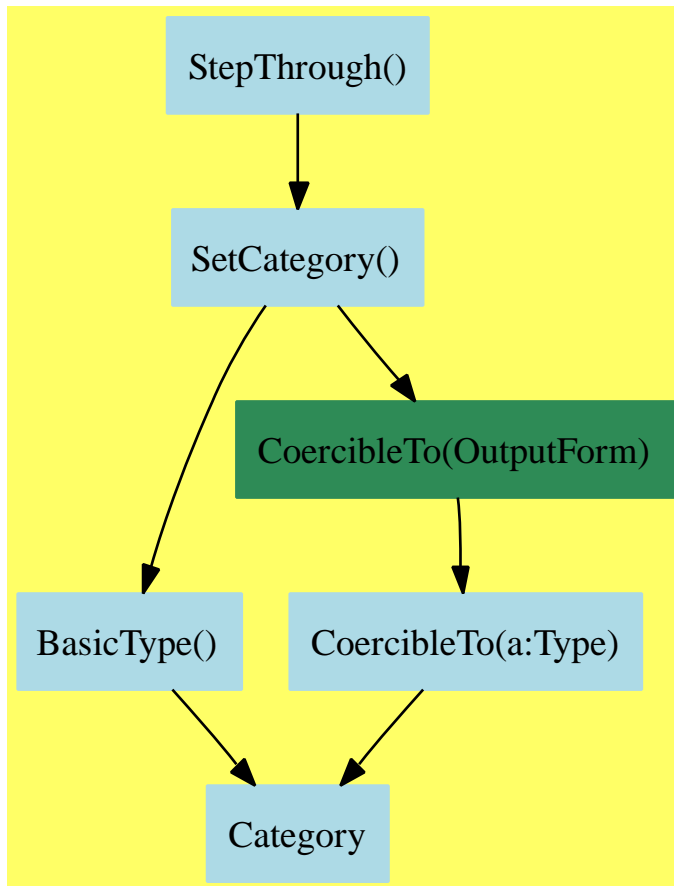 StepThrough()
SetCategory()
CoercibleTo(OutputForm)
BasicType()
CoercibleTo(a:Type)
Category